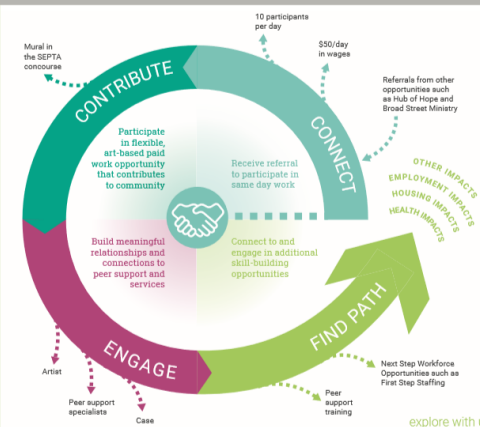 10 participants
per day
$50/day
in wages
Mural in
the SEPTA
concourse
Referrals from other
opportunities such
as Hub of Hope and
Broad Street Ministry
CONTRIBUTE
CONNECT
Participate
in flexible,
art-based paid
work opportunity
that contributes
to community
Receive referral
to participate in
same day work
OTHER IMPACTS
EMPLOYMENT IMPACTS
HOUSING IMPACTS
HEALTH IMPACTS
Build meaningful
relationships and
connections to
peer support and
services
Connect to and
engage in additional
skill-building
opportunities
ENGAGE
FIND PATH
Artist
Peer support
specialists
Case
Peer
support
training
Next Step Workforce
Opportunities such as
First Step Staffing
explore with